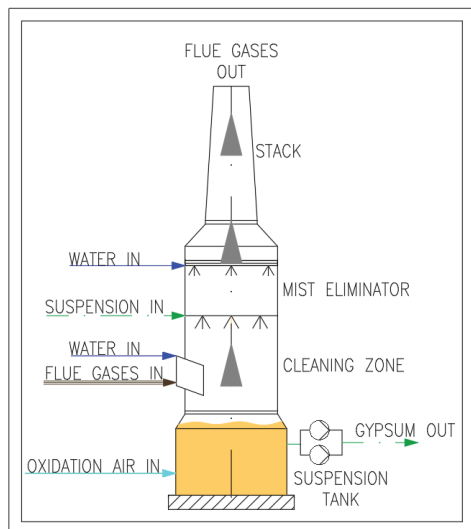 FLUE GASES
OUT
STACK
WATER IN
MIST ELIMINATOR
SUSPENSION IN
WATER IN
CLEANING ZONE
FLUE GASES IN
GYPSUM OUT
OXIDATION AIR IN
SUSPENSION
TANK